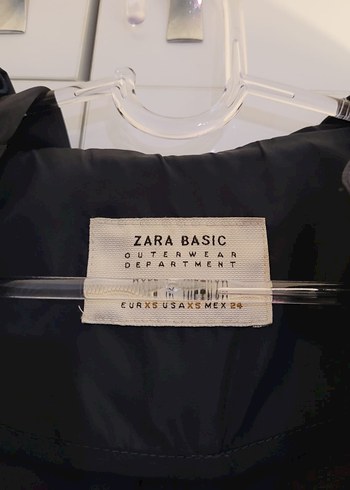 ZARA BASIC
OUTERWEAR
DEPARTMENT
EUR XS USA XS MEX 24